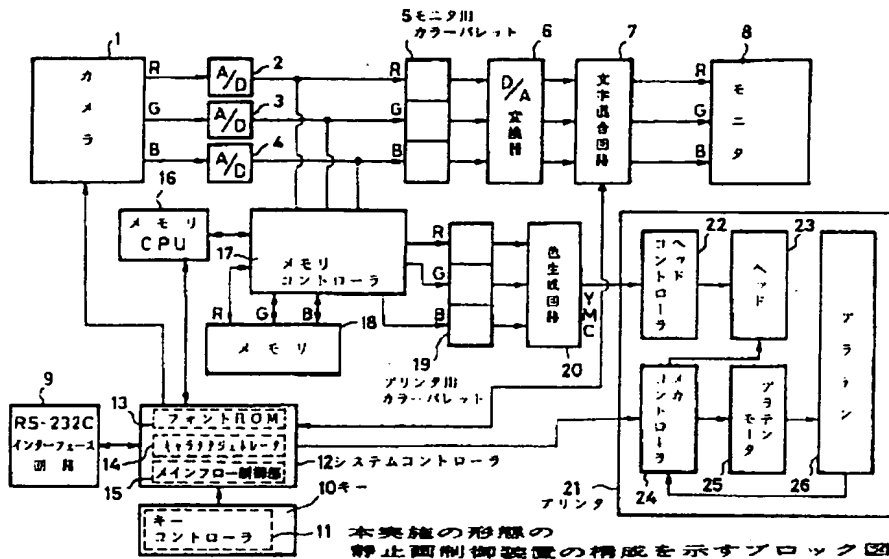 1
カメラ
R
G
B
A/D
A/D
A/D
2
3
4
5 モニタ用
カラーパレット
R
G
B
6
D/A
変換器
7
文字混合回路
R
G
B
8
モニタ
16
メモリ
CPU
17
メモリ
コントローラ
R
G
B
18
メモリ
R
G
B
19
プリンタ用
カラーパレット
色生成回路
20
YMC
22
ヘッド
コントローラ
23
ヘッド
プラテン
メカ
コントローラ
24
プラテン
モータ
25
26
21
プリンタ
9
RS-232C
インターフェース
回路
13
フォントROM
14
キャラクタジェネレータ
15
メインフロー制御部
12 システムコントローラ
10 キー
キー
コントローラ
11
本実施の形態の
静止画制御装置の構成を示すブロック図